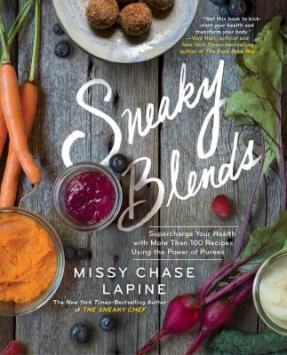 "Get this book to kick-
start your health and
transform your body."
—Vani Hari, activist and
New York Times–bestselling
author of The Food Babe Way
Sneaky
Blends
Supercharge Your Health
with More Than 100 Recipes
Using the Power of Purees
MISSY CHASE
LAPINE
The New York Times–Bestselling Author
of THE SNEAKY CHEF